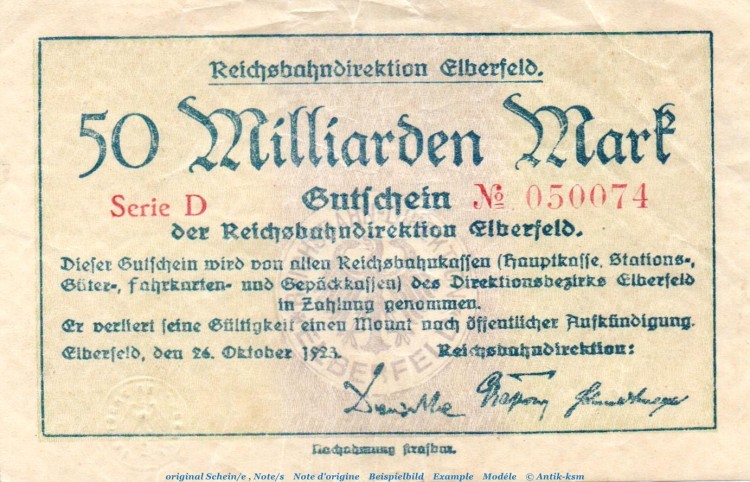 Reichsbahndirektion Elberfeld.
50 Milliarden Mark
Serie D Gutschein № 050074
der Reichsbahndirektion Elberfeld.
Dieser Gutschein wird von allen Reichsbahnkassen (Hauptkasse, Stations-,
Güter-, Fahrkarten- und Gepäckkassen) des Direktionsbezirks Elberfeld
in Zahlung genommen.
Er verliert seine Gültigkeit einen Monat nach öffentlicher Aufkündigung.
Elberfeld, den 26. Oktober 1923. Reichsbahndirektion:
Nachahmung strafbar.
original Schein/e , Note/s Note d'origine Beispielbild Example Modéle © Antik-ksm